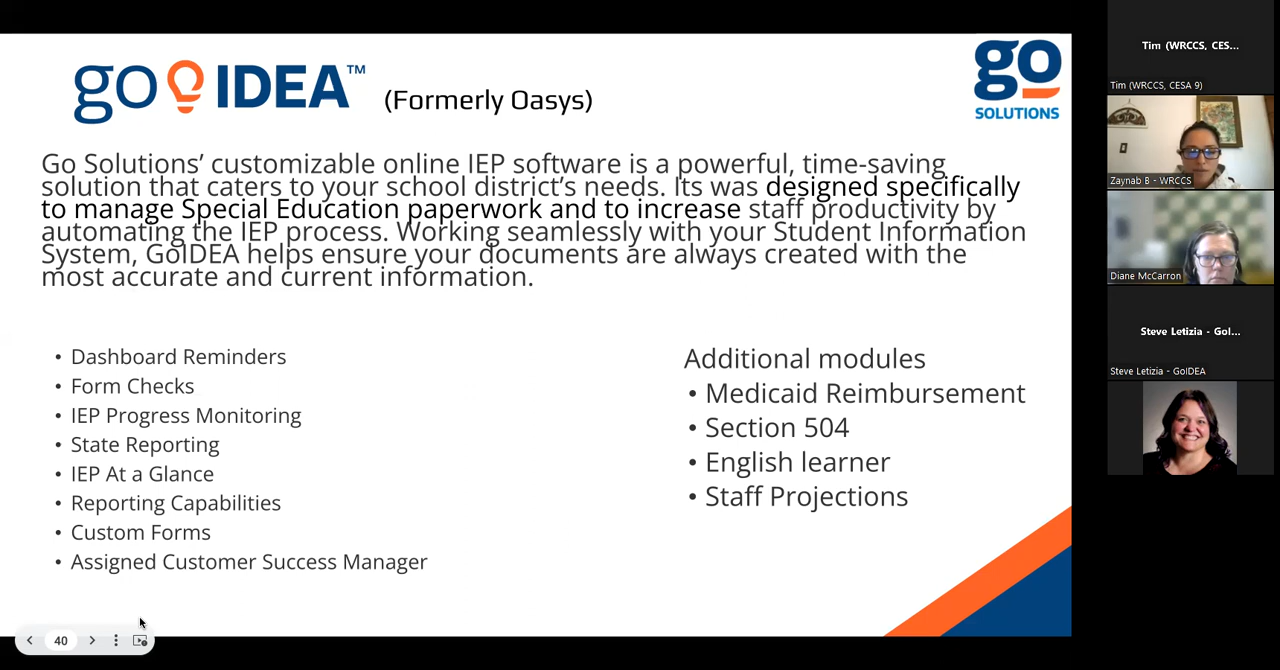 go IDEA™ (Formerly Oasys)
go
SOLUTIONS
Go Solutions’ customizable online IEP software is a powerful, time-saving
solution that caters to your school district’s needs. Its was designed specifically
to manage Special Education paperwork and to increase staff productivity by
automating the IEP process. Working seamlessly with your Student Information
System, GoIDEA helps ensure your documents are always created with the
most accurate and current information.
• Dashboard Reminders
• Form Checks
• IEP Progress Monitoring
• State Reporting
• IEP At a Glance
• Reporting Capabilities
• Custom Forms
• Assigned Customer Success Manager
Additional modules
• Medicaid Reimbursement
• Section 504
• English learner
• Staff Projections
40
Tim (WRCCS, CES...
Tim (WRCCS, CESA 9)
Zaynab B - WRCCS
Diane McCarron
Steve Letizia - GoI...
Steve Letizia - GoIDEA